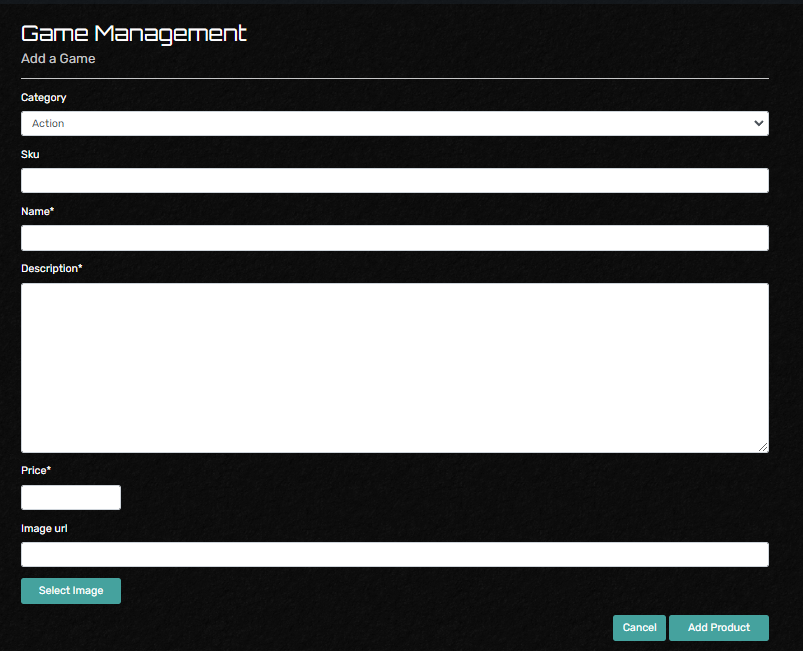 Game Management
Add a Game
Category
Action
Sku
Name*
Description*
Price*
Image url
Select Image
Cancel Add Product